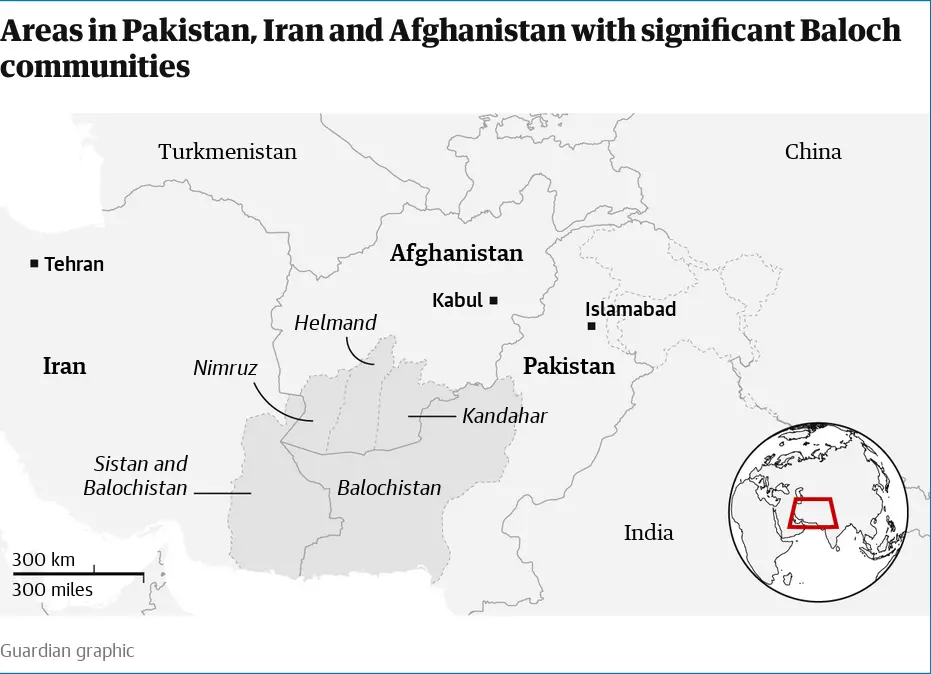 Areas in Pakistan, Iran and Afghanistan with significant Baloch
communities
Turkmenistan
China
Afghanistan
Tehran
Kabul
Islamabad
Helmand
Iran
Nimruz
Pakistan
Kandahar
Sistan and
Balochistan
Balochistan
India
300 km
300 miles
Guardian graphic